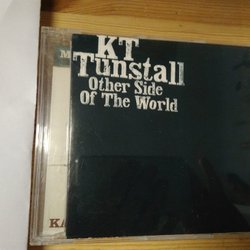 KT
Tunstall
Other Side
Of The World